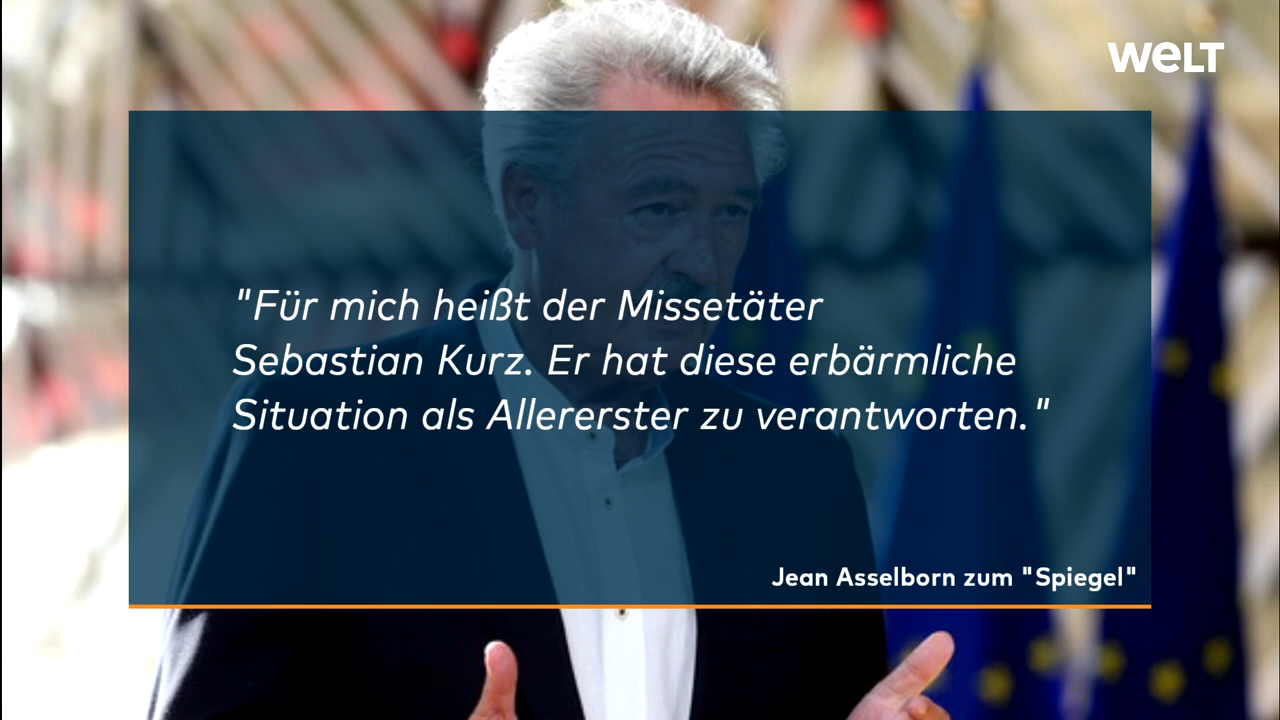 WELT
"Für mich heißt der Missetäter
Sebastian Kurz. Er hat diese erbärmliche
Situation als Allererster zu verantworten."
Jean Asselborn zum "Spiegel"